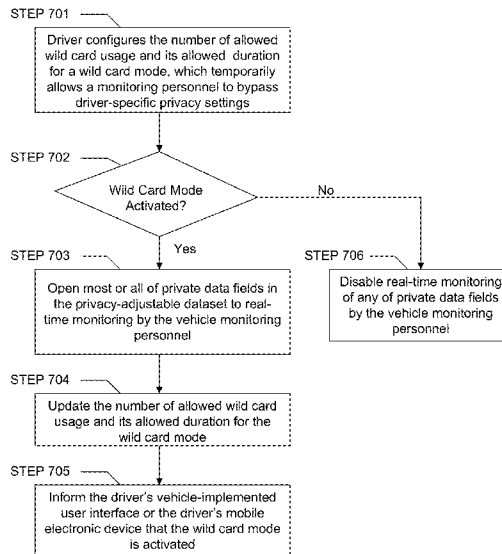 STEP 701
Driver configures the number of allowed
wild card usage and its allowed duration
for a wild card mode, which temporarily
allows a monitoring personnel to bypass
driver-specific privacy settings
STEP 702
Wild Card Mode
Activated?
No
Yes
STEP 703
Open most or all of private data fields in
the privacy-adjustable dataset to real-
time monitoring by the vehicle monitoring
personnel
STEP 706
Disable real-time monitoring
of any of private data fields
by the vehicle monitoring
personnel
STEP 704
Update the number of allowed wild card
usage and its allowed duration for the
wild card mode
STEP 705
Inform the driver's vehicle-implemented
user interface or the driver's mobile
electronic device that the wild card mode
is activated